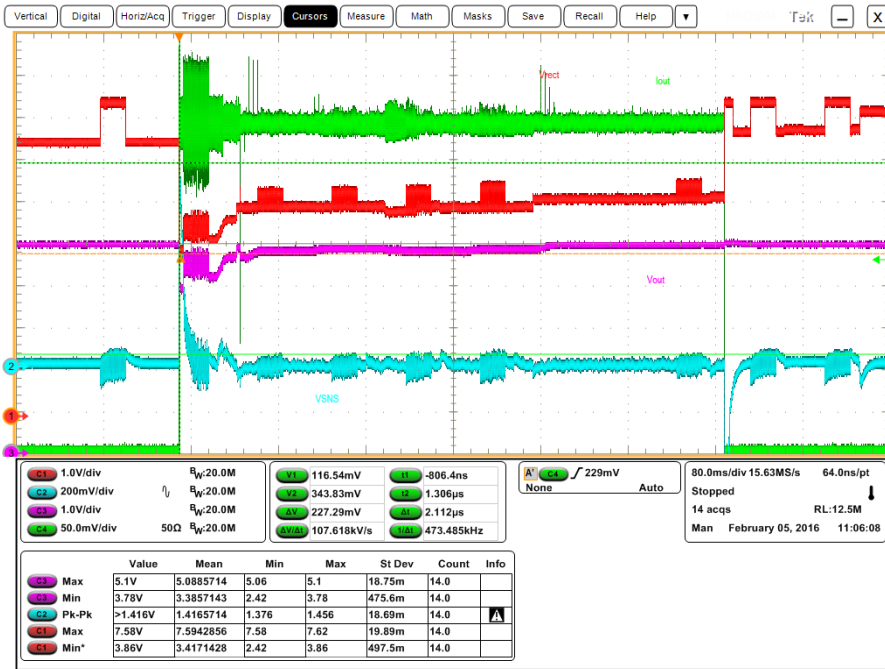 Vertical Digital Horiz/Acq Trigger Display Cursors Measure Math Masks Save Recall Help Tek X
Vrect Iout
Vout
2
VSNS
1
3
C1 1.0V/div BW:20.0M
C2 200mV/div BW:20.0M
C3 1.0V/div BW:20.0M
C4 50.0mV/div 50Ω BW:20.0M
V1 116.54mV t1 -806.4ns
V2 343.83mV t2 1.306µs
ΔV 227.29mV Δt 2.112µs
ΔV/Δt 107.618kV/s 1/Δt 473.485kHz
A' C4 229mV
None Auto
80.0ms/div 15.63MS/s 64.0ns/pt
Stopped
14 acqs RL:12.5M
Man February 05, 2016 11:06:08
Value Mean Min Max St Dev Count Info
C3 Max 5.1V 5.0885714 5.06 5.1 18.75m 14.0
C3 Min 3.78V 3.3857143 2.42 3.78 475.6m 14.0
C2 Pk-Pk >1.416V 1.4165714 1.376 1.456 18.69m 14.0
C1 Max 7.58V 7.5942856 7.58 7.62 19.89m 14.0
C1 Min* 3.86V 3.4171428 2.42 3.86 497.5m 14.0